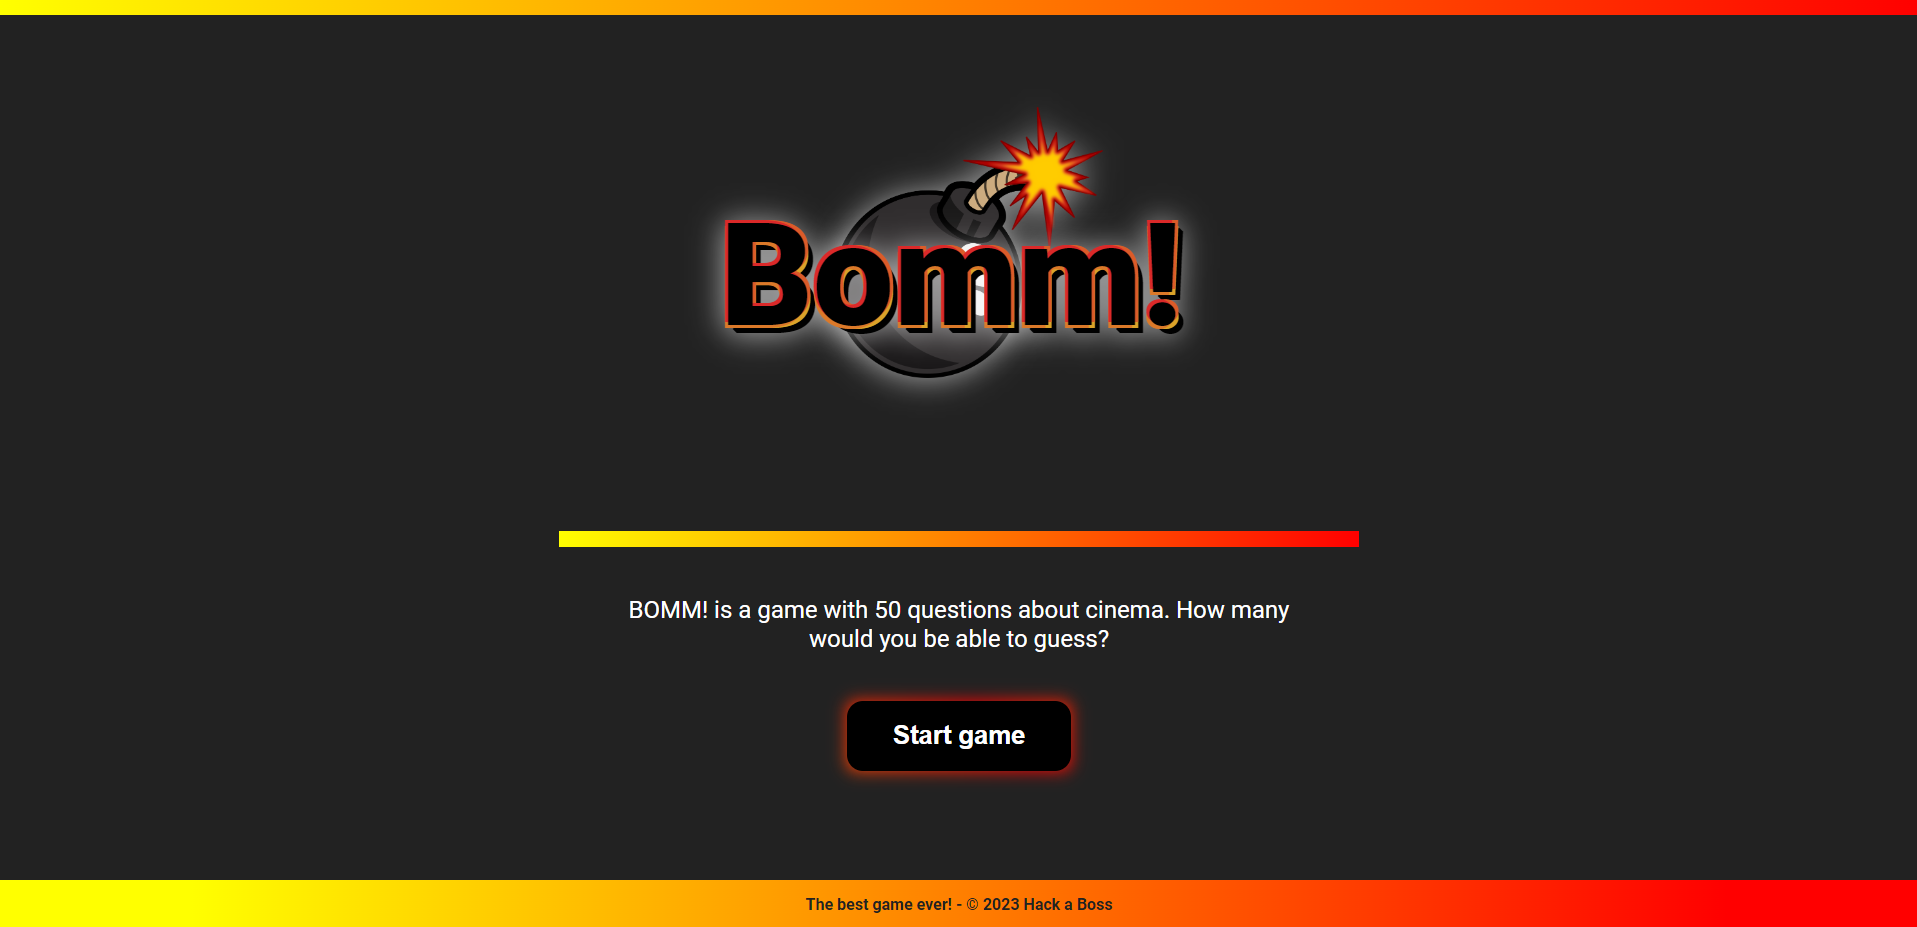 Bomm!
BOMM! is a game with 50 questions about cinema. How many
would you be able to guess?
Start game
The best game ever! - © 2023 Hack a Boss